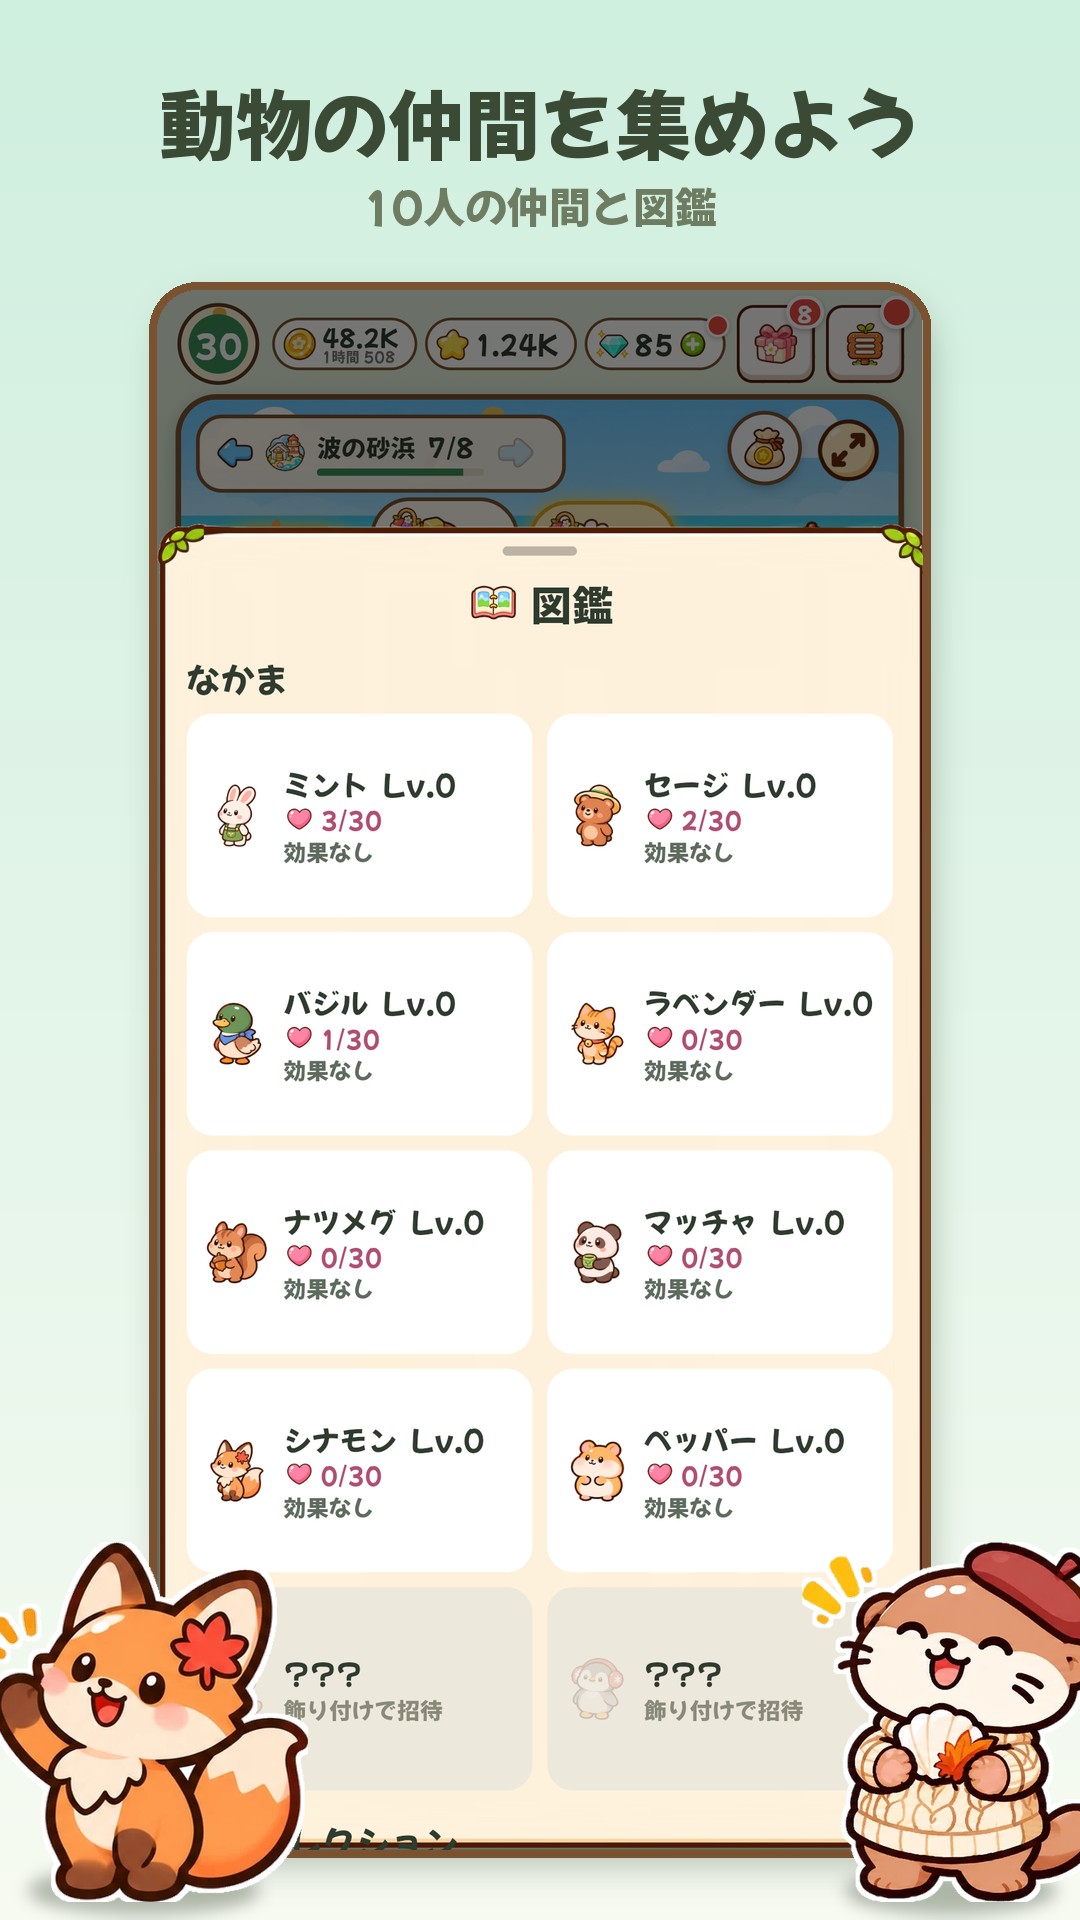 動物の仲間を集めよう
10人の仲間と図鑑
30
48.2K
1時間 508
1.24K
85
8
波の砂浜 7/8
図鑑
なかま
ミント Lv.0
3/30
効果なし
セージ Lv.0
2/30
効果なし
バジル Lv.0
1/30
効果なし
ラベンダー Lv.0
0/30
効果なし
ナツメグ Lv.0
0/30
効果なし
マッチャ Lv.0
0/30
効果なし
シナモン Lv.0
0/30
効果なし
ペッパー Lv.0
0/30
効果なし
???
飾り付けで招待
???
飾り付けで招待